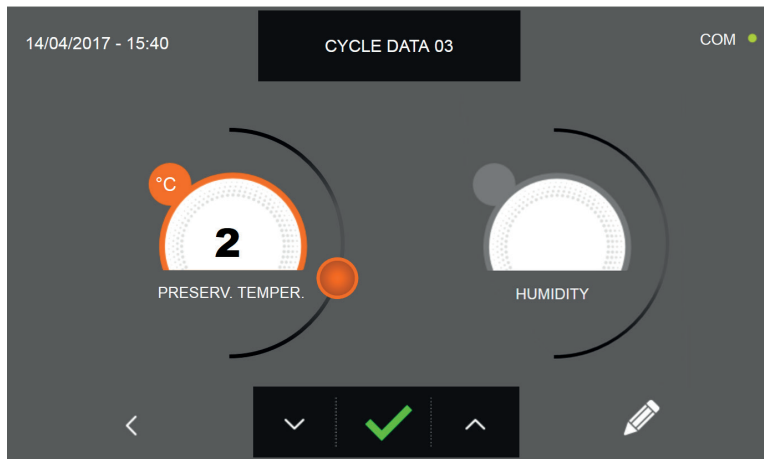 14/04/2017 - 15:40
CYCLE DATA 03
COM
°C
2
PRESERV. TEMPER.
HUMIDITY